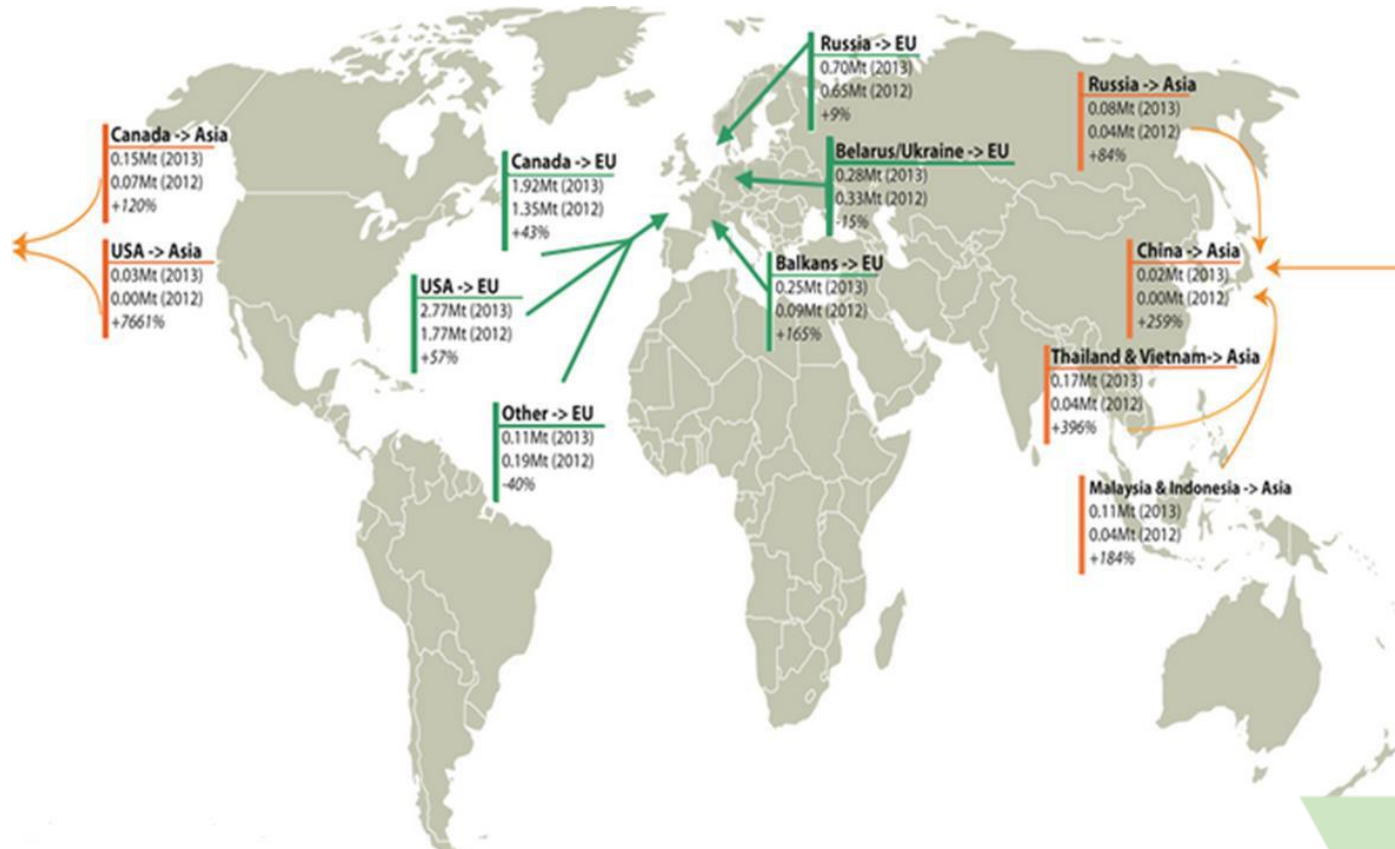 Russia -> EU
0.70Mt (2013)
0.65Mt (2012)
+9%
Russia -> Asia
0.08Mt (2013)
0.04Mt (2012)
+84%
Canada -> Asia
0.15Mt (2013)
0.07Mt (2012)
+120%
Canada -> EU
1.92Mt (2013)
1.35Mt (2012)
+43%
Belarus/Ukraine -> EU
0.28Mt (2013)
0.33Mt (2012)
-15%
USA -> Asia
0.03Mt (2013)
0.00Mt (2012)
+7661%
China -> Asia
0.02Mt (2013)
0.00Mt (2012)
+259%
Balkans -> EU
0.25Mt (2013)
0.09Mt (2012)
+165%
USA -> EU
2.77Mt (2013)
1.77Mt (2012)
+57%
Thailand & Vietnam-> Asia
0.17Mt (2013)
0.04Mt (2012)
+396%
Other -> EU
0.11Mt (2013)
0.19Mt (2012)
-40%
Malaysia & Indonesia -> Asia
0.11Mt (2013)
0.04Mt (2012)
+184%